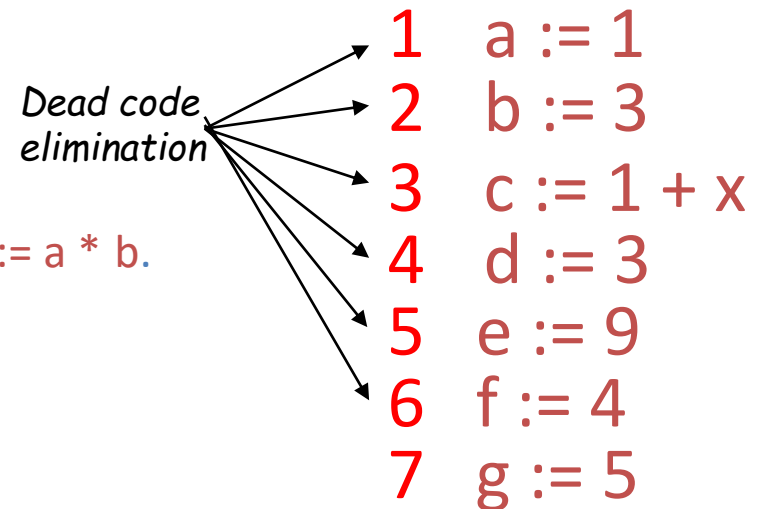 1 a := 1
Dead code
2 b := 3
elimination
3 c := 1 + x
:= a * b.
4 d := 3
5 e := 9
6 f := 4
7 g := 5